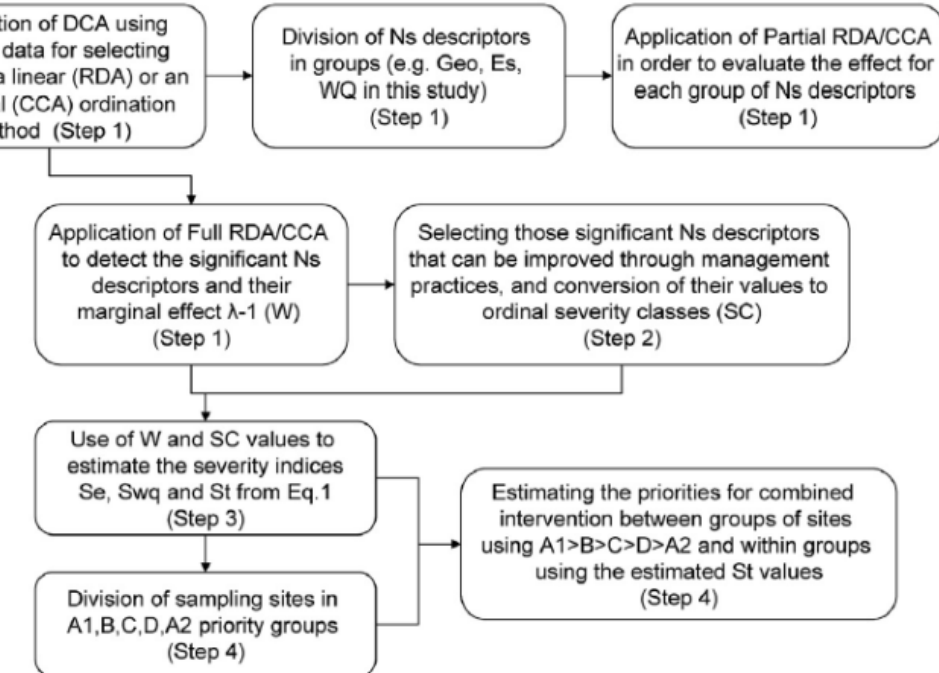 of DCA using
data for selecting
linear (RDA) or an
(CCA) ordination
(Step 1)
Division of Ns descriptors
in groups (e.g. Geo, Es,
WQ in this study)
(Step 1)
Application of Partial RDA/CCA
in order to evaluate the effect for
each group of Ns descriptors
(Step 1)
Application of Full RDA/CCA
to detect the significant Ns
descriptors and their
marginal effect λ-1 (W)
(Step 1)
Selecting those significant Ns descriptors
that can be improved through management
practices, and conversion of their values to
ordinal severity classes (SC)
(Step 2)
Use of W and SC values to
estimate the severity indices
Se, Swq and St from Eq.1
(Step 3)
Division of sampling sites in
A1,B,C,D,A2 priority groups
(Step 4)
Estimating the priorities for combined
intervention between groups of sites
using A1>B>C>D>A2 and within groups
using the estimated St values
(Step 4)